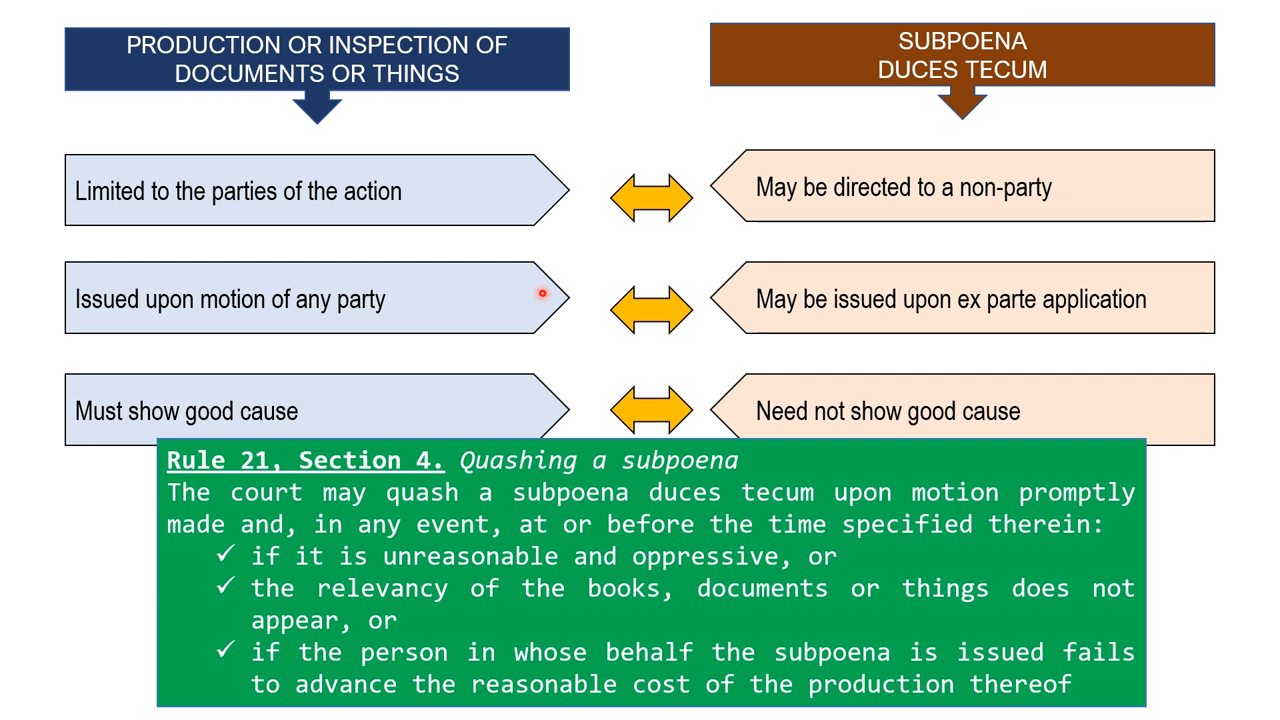 PRODUCTION OR INSPECTION OF
DOCUMENTS OR THINGS
SUBPOENA
DUCES TECUM
Limited to the parties of the action
May be directed to a non-party
Issued upon motion of any party
May be issued upon ex parte application
Must show good cause
Need not show good cause
Rule 21, Section 4. Quashing a subpoena
The court may quash a subpoena duces tecum upon motion promptly
made and, in any event, at or before the time specified therein:
✓ if it is unreasonable and oppressive, or
✓ the relevancy of the books, documents or things does not
appear, or
✓ if the person in whose behalf the subpoena is issued fails
to advance the reasonable cost of the production thereof